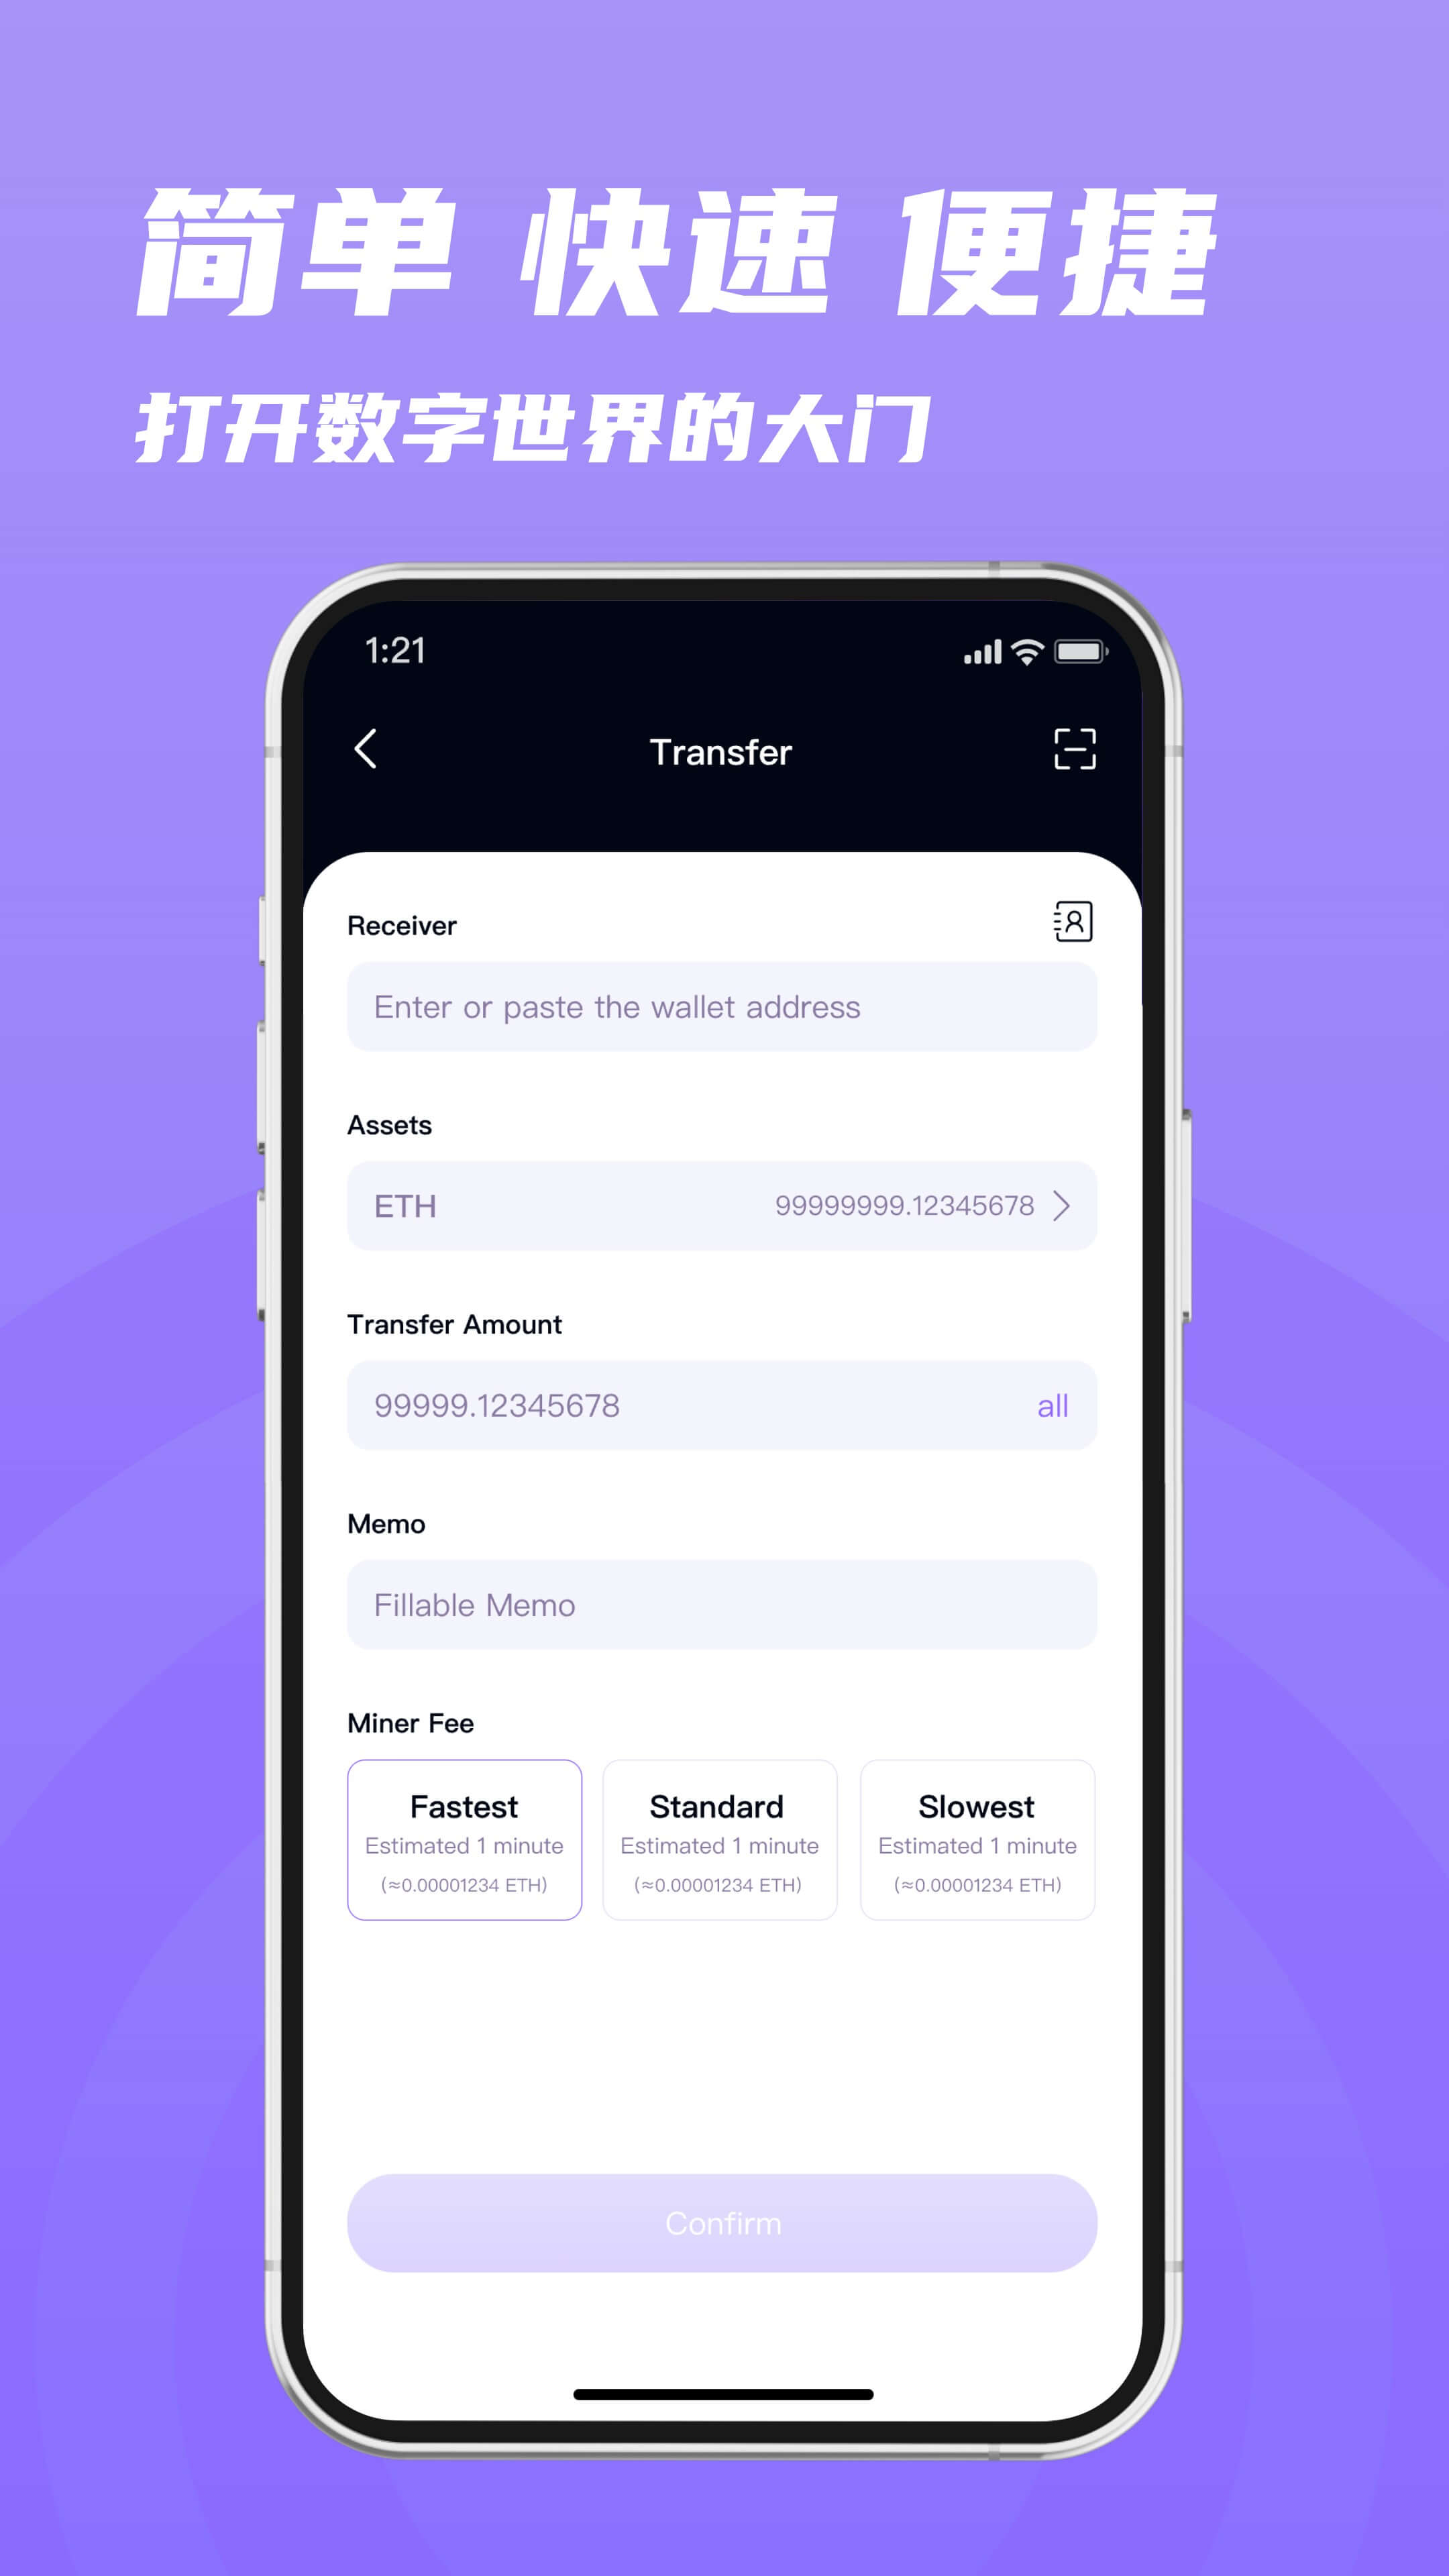 简单 快速 便捷
打开数字世界的大门
1:21
Transfer
Receiver
Enter or paste the wallet address
Assets
ETH 99999999.12345678
Transfer Amount
99999.12345678 all
Memo
Fillable Memo
Miner Fee
Fastest Standard Slowest
Estimated 1 minute Estimated 1 minute Estimated 1 minute
(≈0.00001234 ETH) (≈0.00001234 ETH) (≈0.00001234 ETH)
Confirm